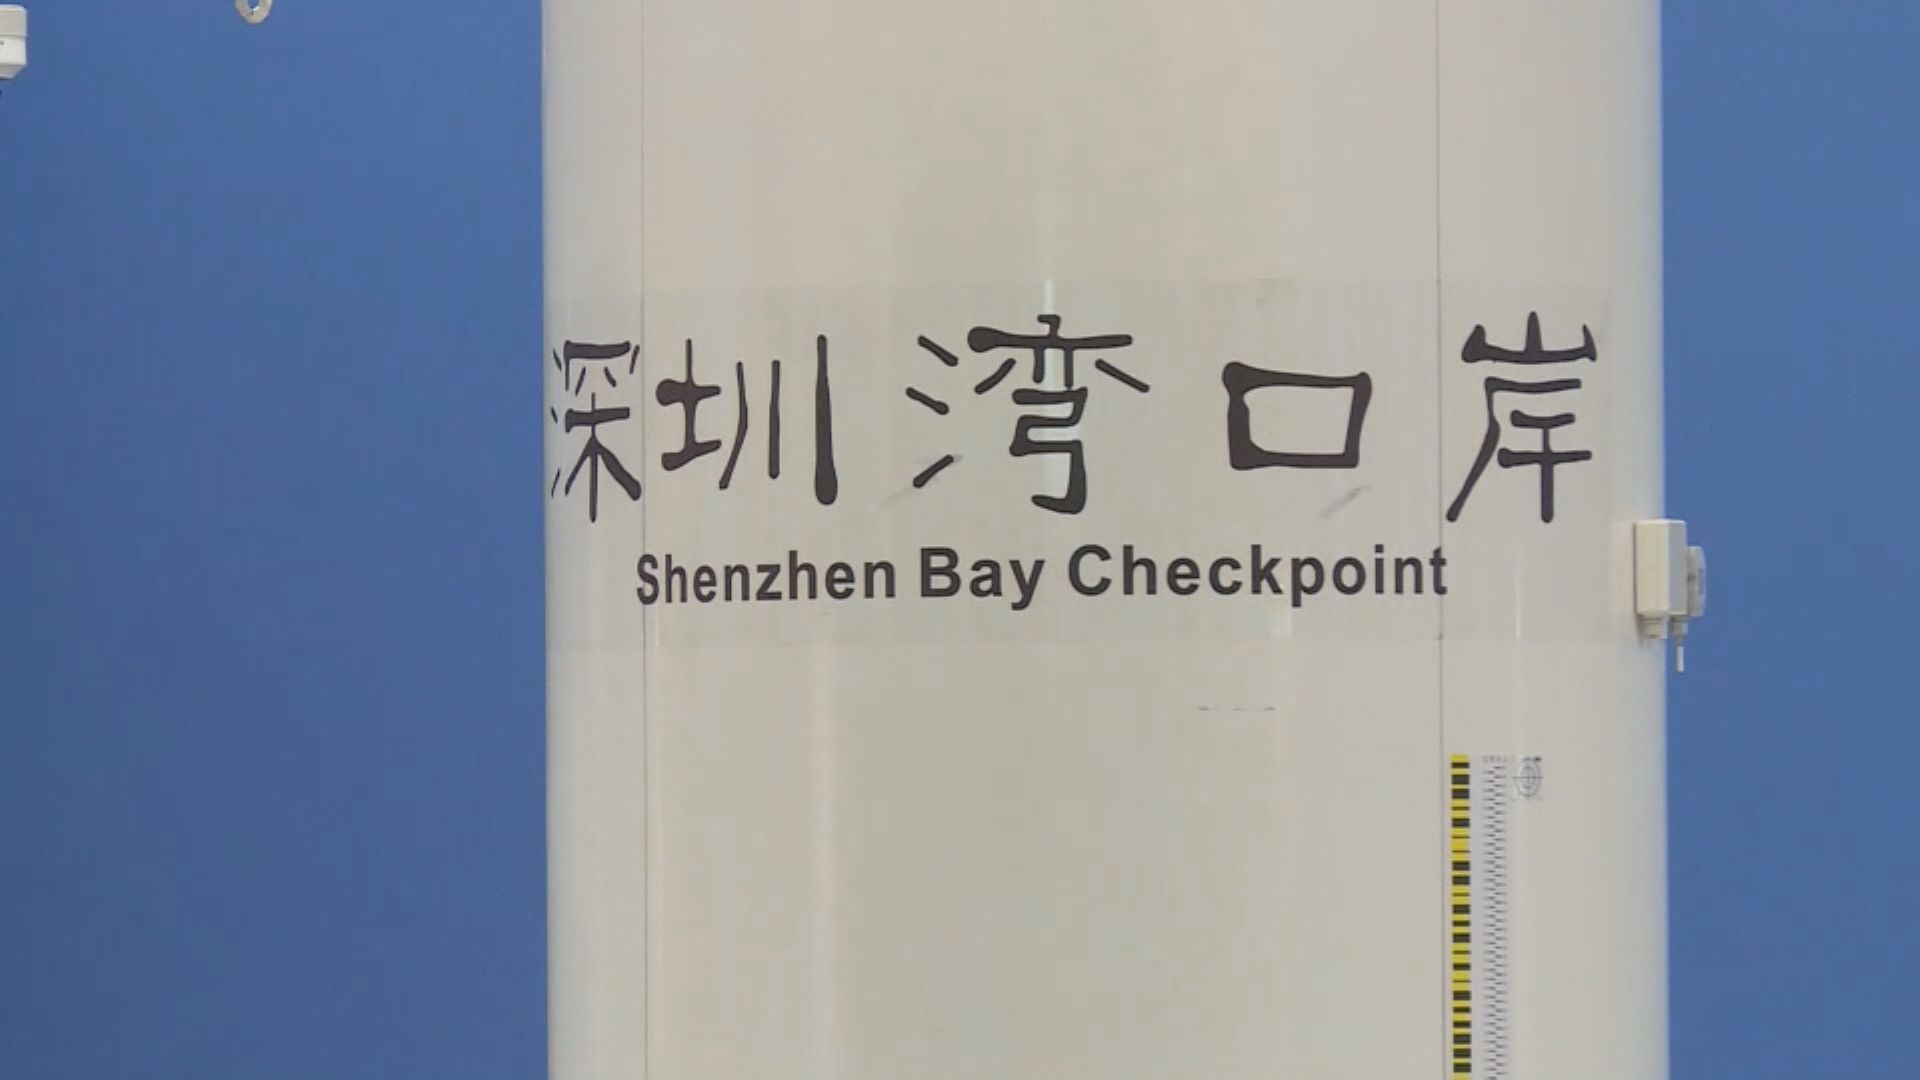 深圳湾口岸
Shenzhen Bay Checkpoint